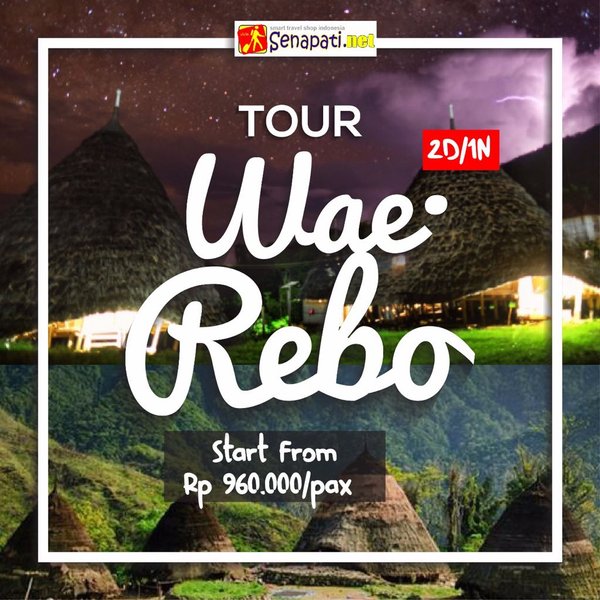 smart travel shop indonesia
Senapati.net
TOUR
2D/1N
Wae
Rebo
Start From
Rp 960.000/pax